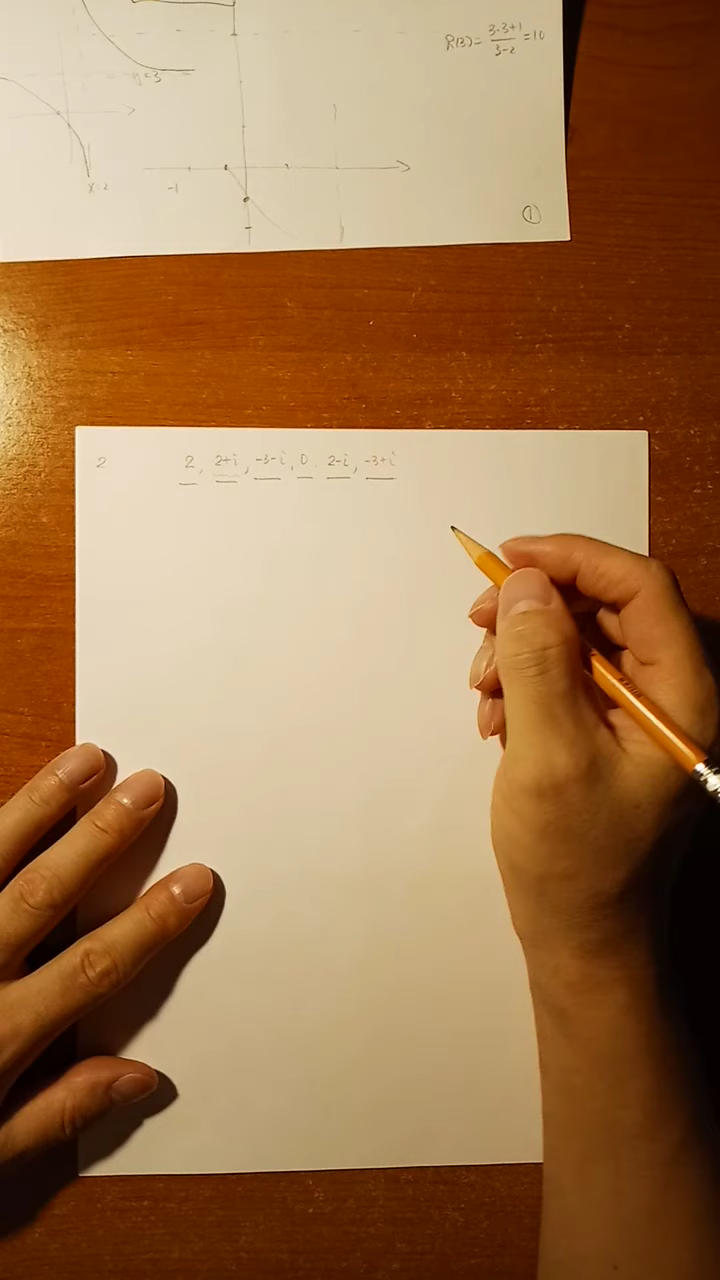 R(3)= 3·3+1 / 3-2 =10
y=3
x=2
-1
①
2 2, 2+i, -3-i, 0, 2-i, -3+i